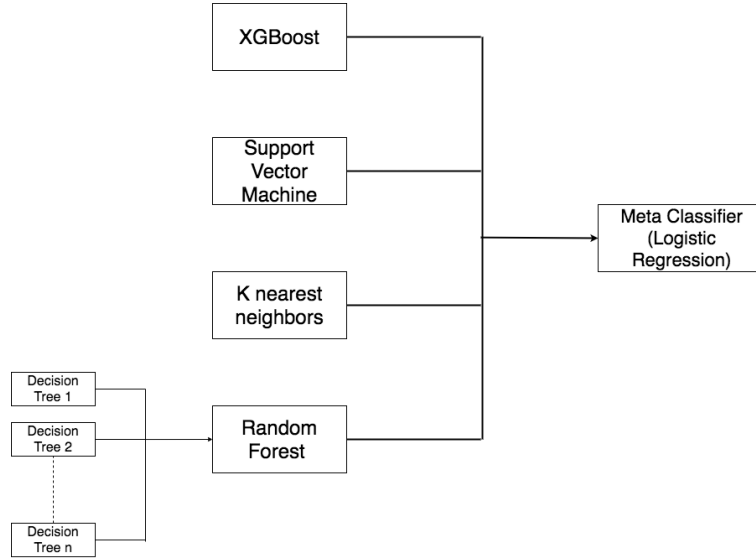 XGBoost
Support
Vector
Machine
Meta Classifier
(Logistic
Regression)
K nearest
neighbors
Decision
Tree 1
Decision
Tree 2
Random
Forest
Decision
Tree n